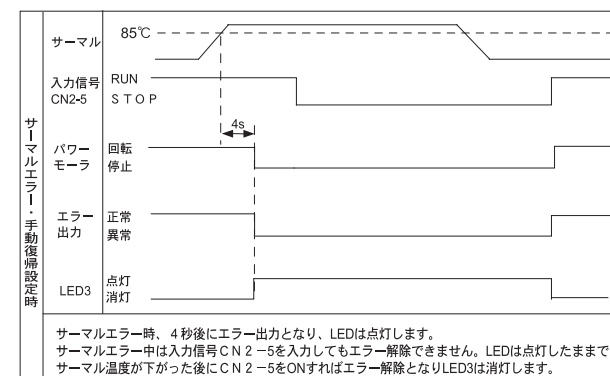 サーマルエラー・手動復帰設定時
サーマル
85℃
入力信号
CN2-5
RUN
STOP
4s
パワー
モーラ
回転
停止
エラー
出力
正常
異常
LED3
点灯
消灯
サーマルエラー時、4秒後にエラー出力となり、LEDは点灯します。
サーマルエラー中は入力信号CN2-5を入力してもエラー解除できません。LEDは点灯したままで
サーマル温度が下がった後にCN2-5をONすればエラー解除となりLED3は消灯します。